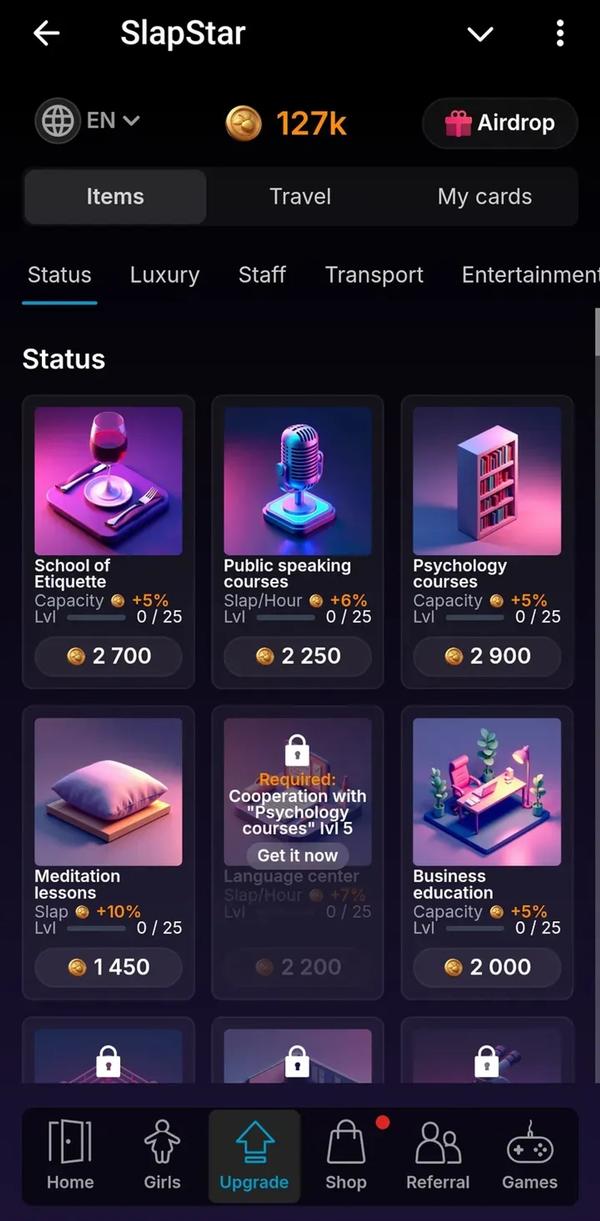 SlapStar
EN
127k
Airdrop
Items
Travel
My cards
Status
Luxury
Staff
Transport
Entertainment
Status
School of
Etiquette
Capacity +5%
Lvl 0 / 25
2 700
Public speaking
courses
Slap/Hour +6%
Lvl 0 / 25
2 250
Psychology
courses
Capacity +5%
Lvl 0 / 25
2 900
Meditation
lessons
Slap +10%
Lvl 0 / 25
1 450
Required:
Cooperation with
"Psychology
courses" lvl 5
Get it now
Language center
Slap/Hour +7%
Lvl 0 / 25
2 200
Business
education
Capacity +5%
Lvl 0 / 25
2 000
Home
Girls
Upgrade
Shop
Referral
Games